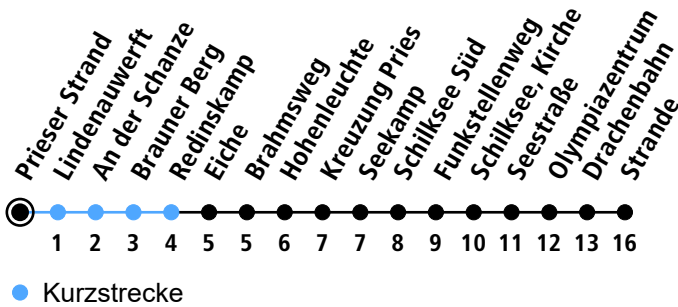 Prieser Strand
Lindenauwerft
An der Schanze
Brauner Berg
Redinskamp
Eiche
Brahmsweg
Hohenleuchte
Kreuzung Pries
Seekamp
Schilksee Süd
Funkstellenweg
Schilksee, Kirche
Seestraße
Olympiazentrum
Drachenbahn
Strande
1 2 3 4 5 5 6 7 7 8 9 10 11 12 13 16
Kurzstrecke